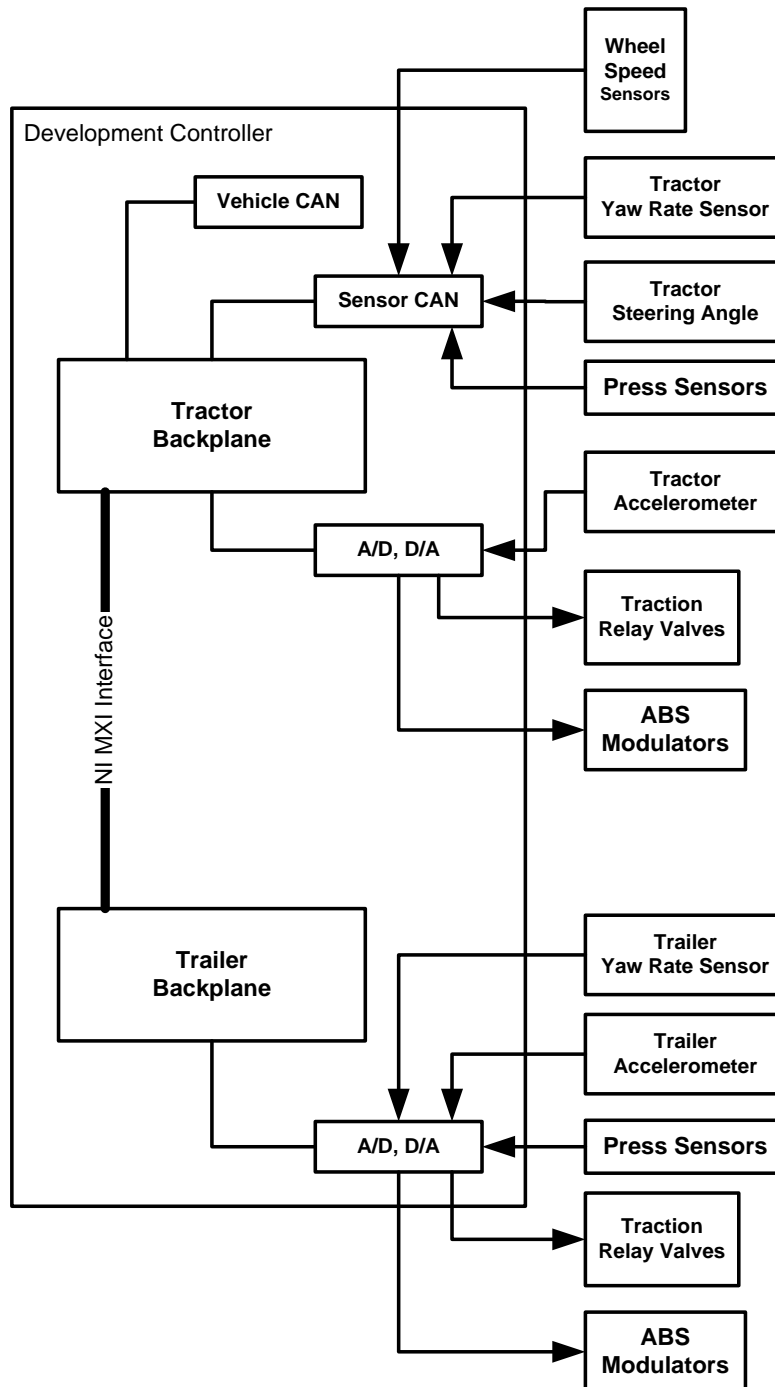 Wheel
Speed
Sensors
Development Controller
Vehicle CAN
Tractor
Yaw Rate Sensor
Sensor CAN
Tractor
Steering Angle
Press Sensors
Tractor
Backplane
Tractor
Accelerometer
A/D, D/A
Traction
Relay Valves
NI MXI Interface
ABS
Modulators
Trailer
Backplane
Trailer
Yaw Rate Sensor
Trailer
Accelerometer
A/D, D/A
Press Sensors
Traction
Relay Valves
ABS
Modulators